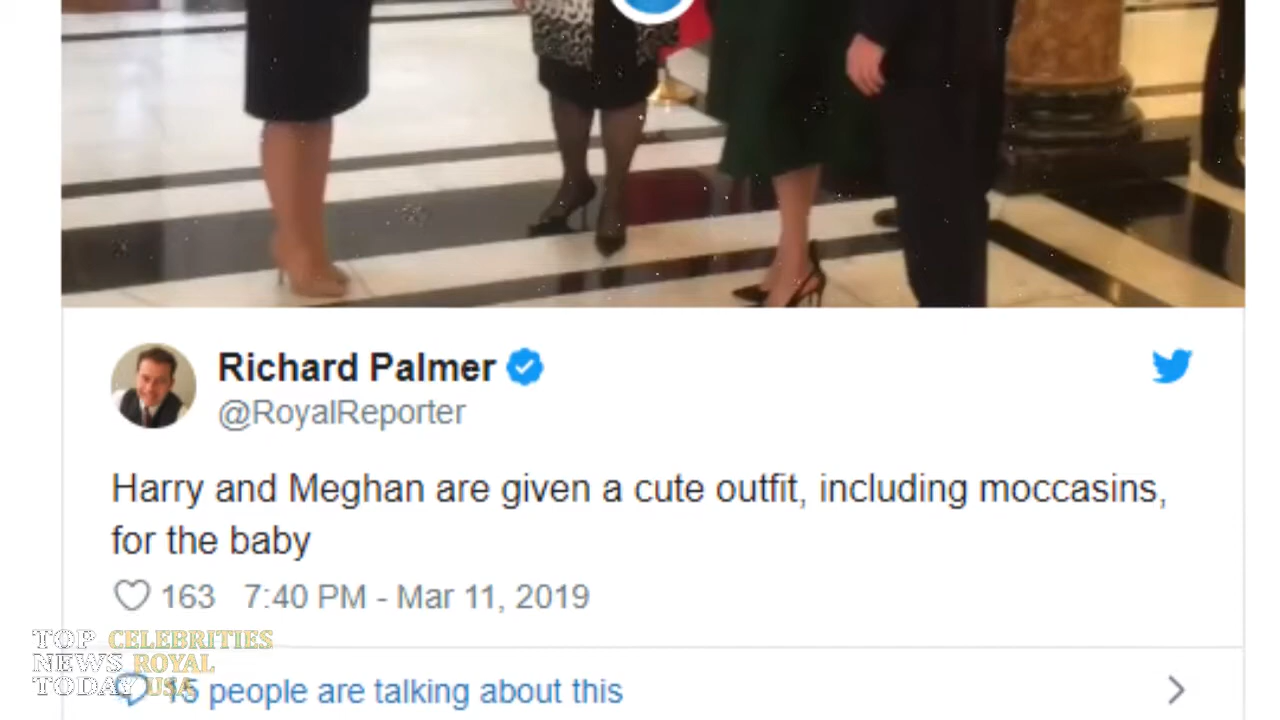 Richard Palmer
@RoyalReporter
Harry and Meghan are given a cute outfit, including moccasins,
for the baby
163 7:40 PM - Mar 11, 2019
TOP CELEBRITIES
NEWS ROYAL
TODAY USA
15 people are talking about this